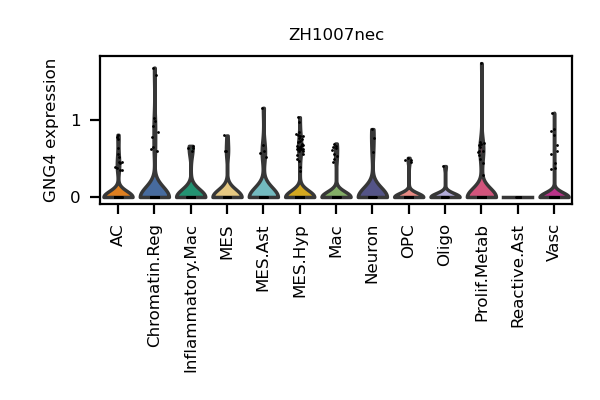 ZH1007nec
GNG4 expression
1
0
AC
Chromatin.Reg
Inflammatory.Mac
MES
MES.Ast
MES.Hyp
Mac
Neuron
OPC
Oligo
Prolif.Metab
Reactive.Ast
Vasc